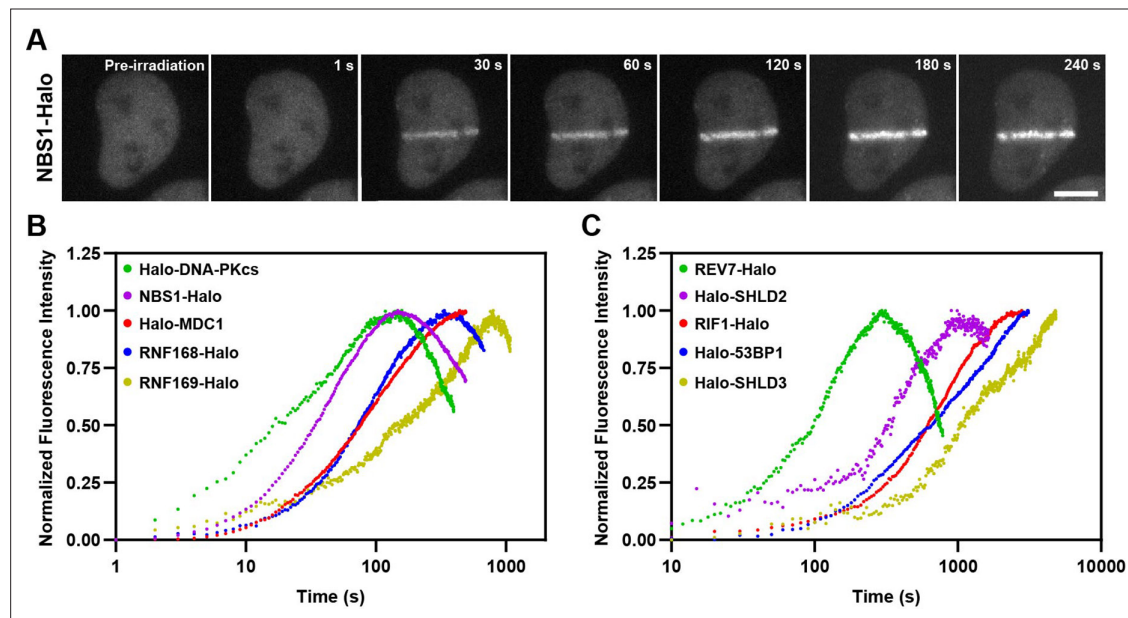 A
NBS1-Halo
Pre-irradiation
1 s
30 s
60 s
120 s
180 s
240 s
B
Normalized Fluorescence Intensity
1.25
1.00
0.75
0.50
0.25
0.00
Halo-DNA-PKcs
NBS1-Halo
Halo-MDC1
RNF168-Halo
RNF169-Halo
1
10
100
1000
Time (s)
C
Normalized Fluorescence Intensity
1.25
1.00
0.75
0.50
0.25
0.00
REV7-Halo
Halo-SHLD2
RIF1-Halo
Halo-53BP1
Halo-SHLD3
10
100
1000
10000
Time (s)